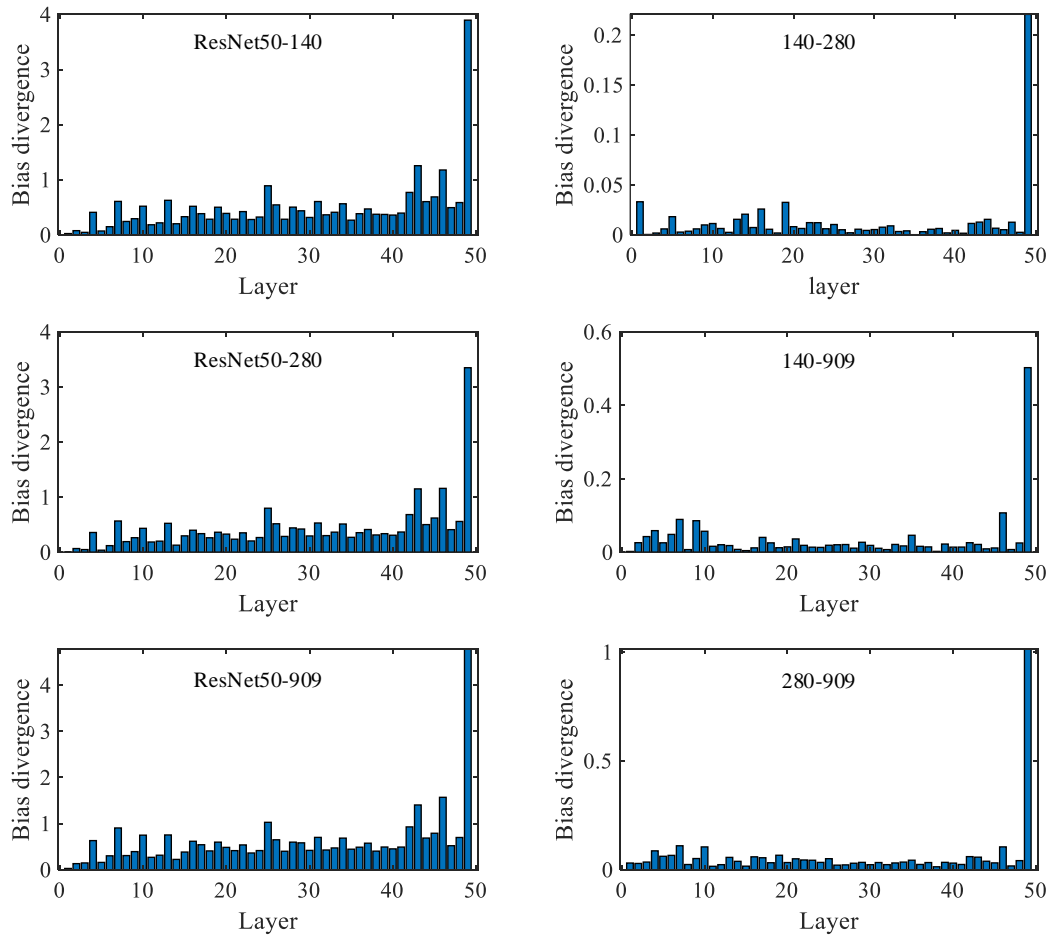 ResNet50-140
Bias divergence
4
3
2
1
0
0 10 20 30 40 50
Layer
140-280
Bias divergence
0.2
0.15
0.1
0.05
0
0 10 20 30 40 50
layer
ResNet50-280
Bias divergence
4
3
2
1
0
0 10 20 30 40 50
Layer
140-909
Bias divergence
0.6
0.4
0.2
0
0 10 20 30 40 50
Layer
ResNet50-909
Bias divergence
4
3
2
1
0
0 10 20 30 40 50
Layer
280-909
Bias divergence
1
0.5
0
0 10 20 30 40 50
Layer